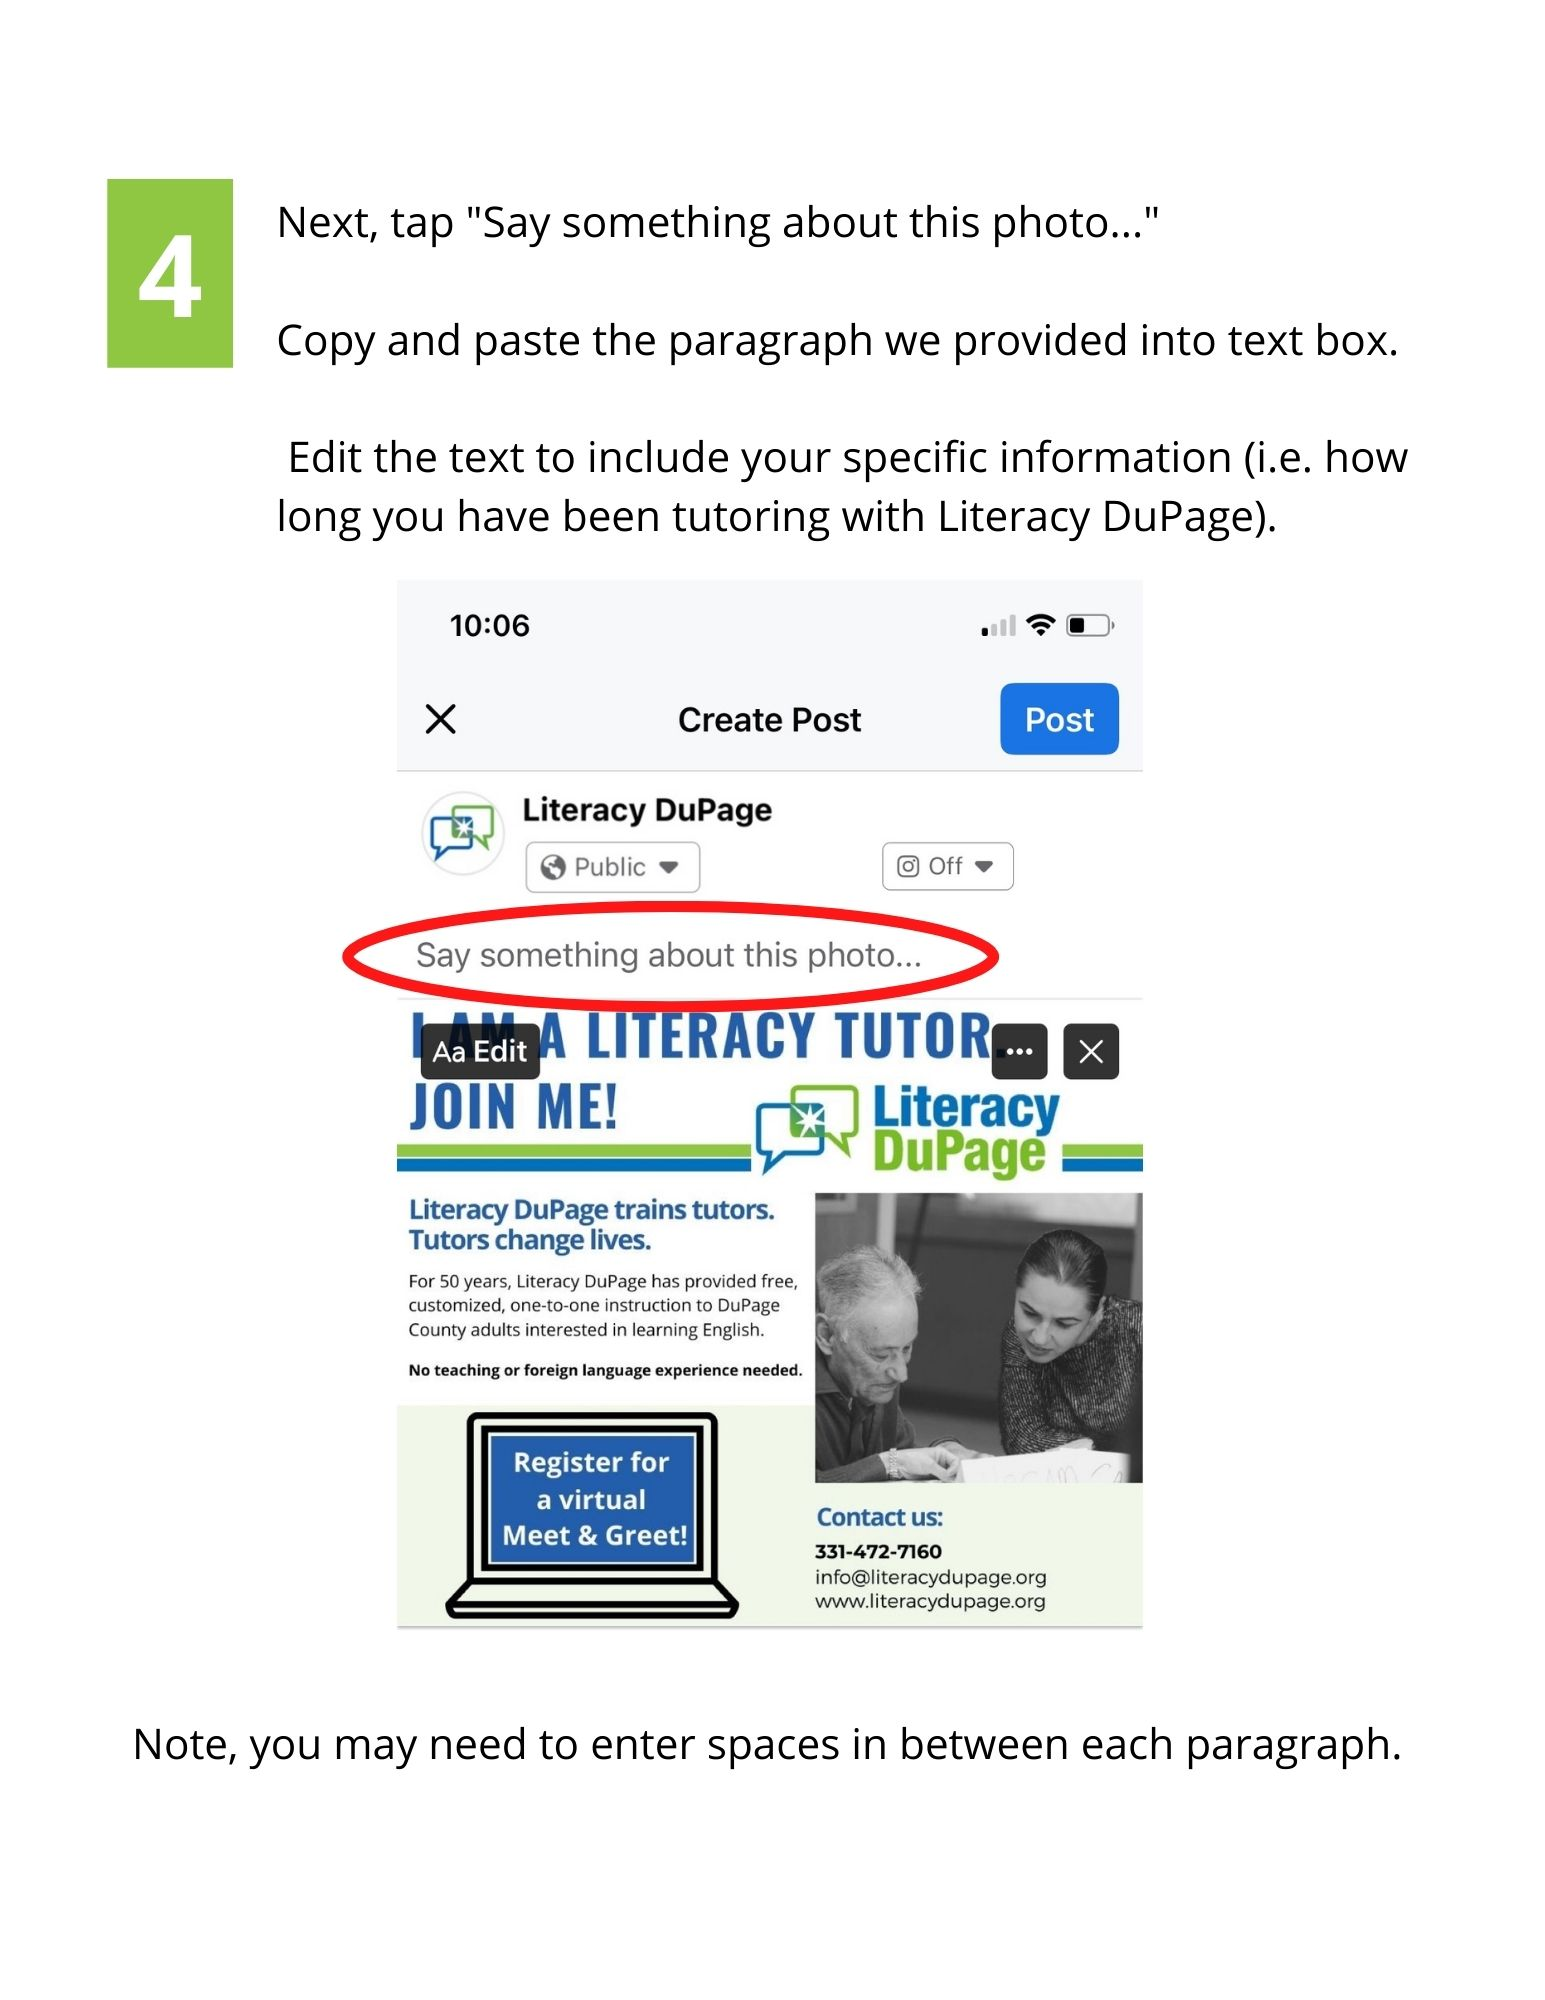 4
Next, tap "Say something about this photo..."
Copy and paste the paragraph we provided into text box.
Edit the text to include your specific information (i.e. how
long you have been tutoring with Literacy DuPage).
10:06
Create Post
Post
Literacy DuPage
Public
Off
Say something about this photo...
I AM A LITERACY TUTOR.
Aa Edit
JOIN ME!
Literacy
DuPage
Literacy DuPage trains tutors.
Tutors change lives.
For 50 years, Literacy DuPage has provided free,
customized, one-to-one instruction to DuPage
County adults interested in learning English.
No teaching or foreign language experience needed.
Register for
a virtual
Meet & Greet!
Contact us:
331-472-7160
info@literacydupage.org
www.literacydupage.org
Note, you may need to enter spaces in between each paragraph.